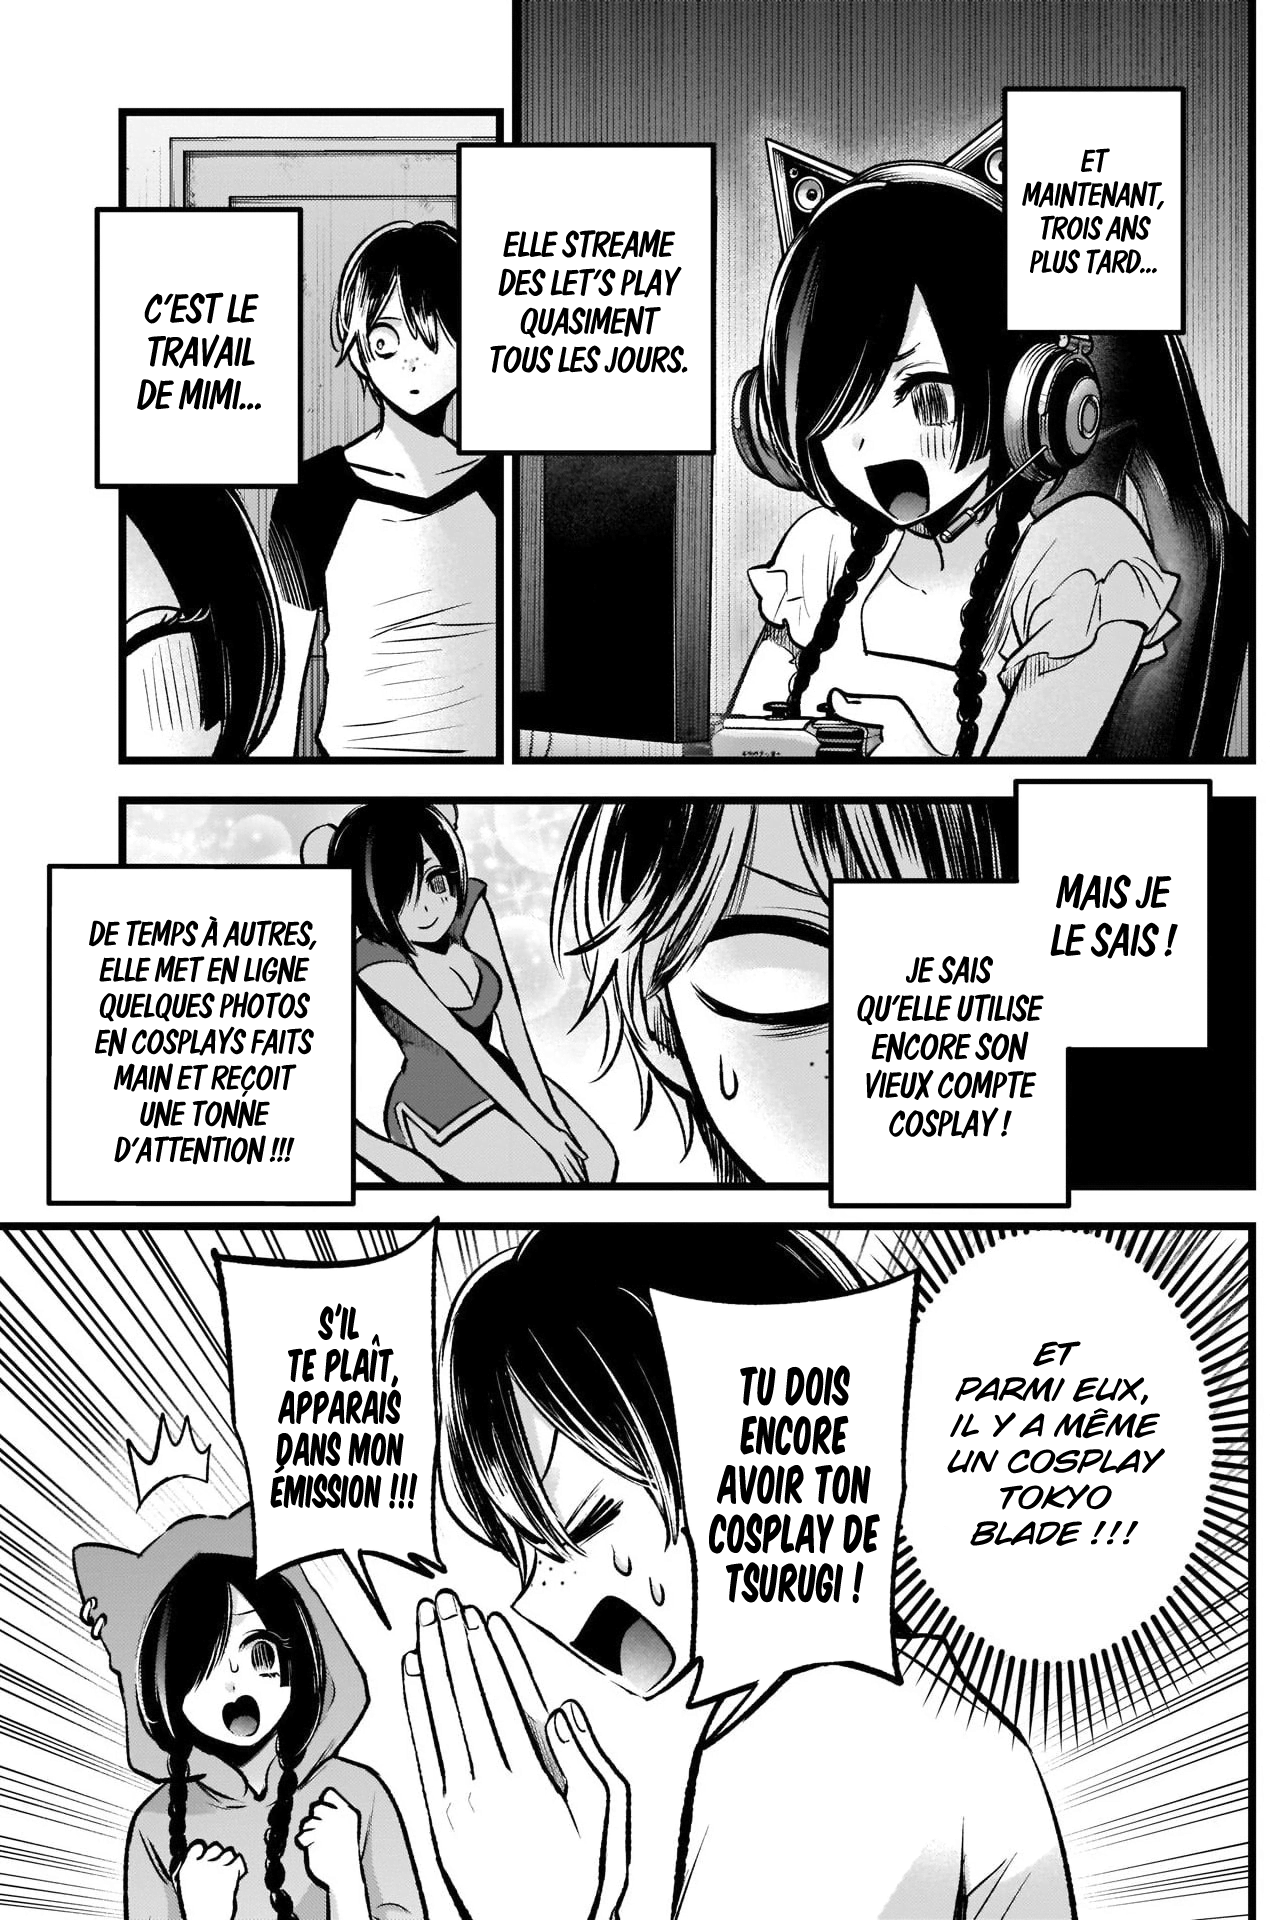 ET
MAINTENANT,
TROIS ANS
PLUS TARD...
ELLE STREAME
DES LET'S PLAY
QUASIMENT
TOUS LES JOURS.
C'EST LE
TRAVAIL
DE MIMI...
MAIS JE
LE SAIS !
JE SAIS
QU'ELLE UTILISE
ENCORE SON
VIEUX COMPTE
COSPLAY !
DE TEMPS À AUTRES,
ELLE MET EN LIGNE
QUELQUES PHOTOS
EN COSPLAYS FAITS
MAIN ET REÇOIT
UNE TONNE
D'ATTENTION !!!
ET
PARMI EUX,
IL Y A MÊME
UN COSPLAY
TOKYO
BLADE !!!
TU DOIS
ENCORE
AVOIR TON
COSPLAY DE
TSURUGI !
S'IL
TE PLAÎT,
APPARAIS
DANS MON
ÉMISSION !!!